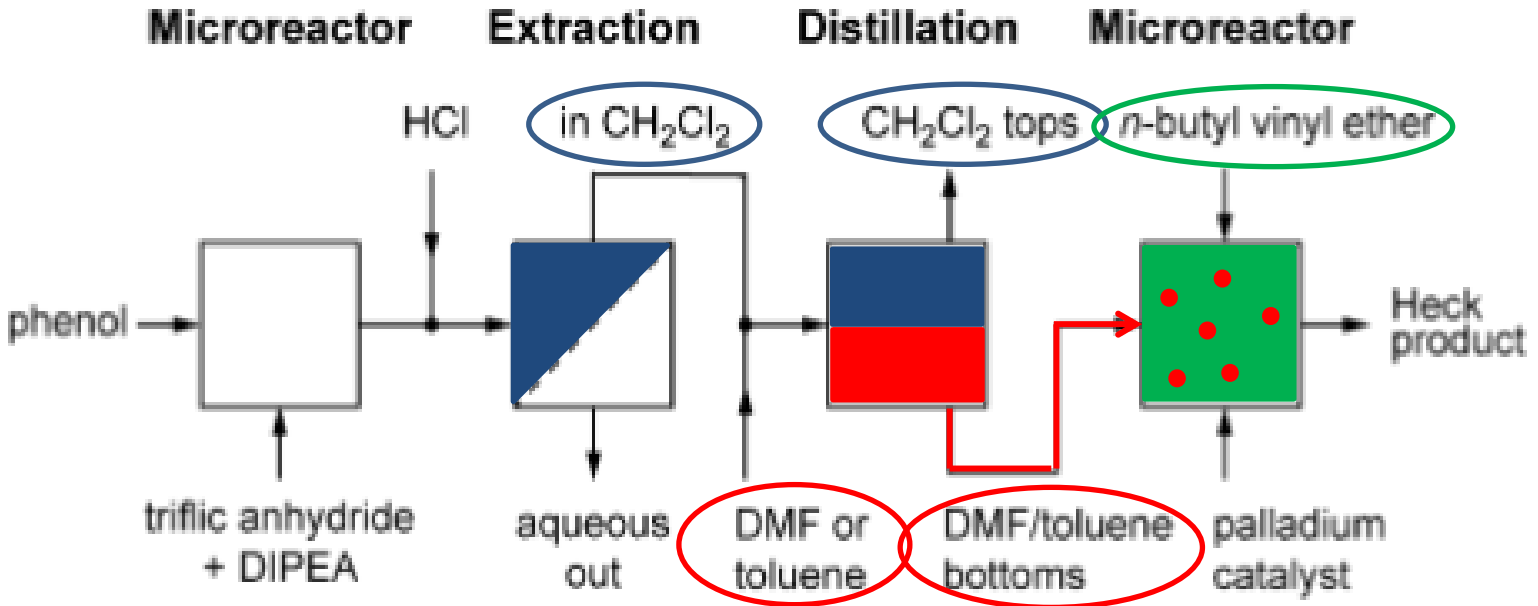 Microreactor Extraction Distillation Microreactor
HCl in CH₂Cl₂ CH₂Cl₂ tops n-butyl vinyl ether
phenol
Heck
product
triflic anhydride
+ DIPEA
aqueous
out
DMF or
toluene
DMF/toluene
bottoms
palladium
catalyst